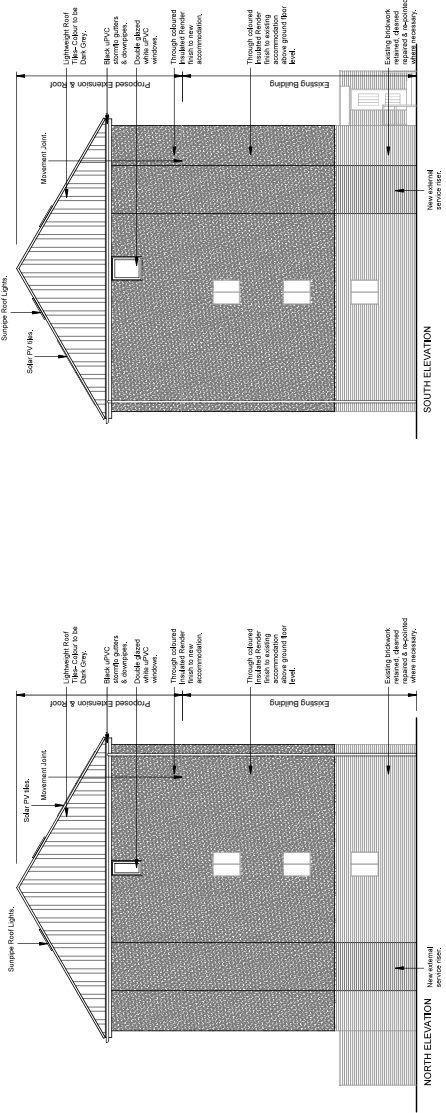 Sunpipe Roof Lights.
Solar PV tiles.
Movement Joint.
Lightweight Roof
Tiles- Colour to be
Dark Grey.
Black uPVC
stormflo gutters
& downpipes.
Double glazed
while uPVC
windows.
Through coloured
Insulated Render
finish to new
accommodation.
Through coloured
Insulated Render
finish to existing
accommodation
above ground floor
level.
Existing brickwork
retained, cleaned
repaired & re-pointed
where necessary.
Proposed Extension & Roof
Existing Building
New external
service riser.
SOUTH ELEVATION
Sunpipe Roof Lights.
Solar PV tiles.
Movement Joint.
Lightweight Roof
Tiles- Colour to be
Dark Grey.
Black uPVC
stormflo gutters
& downpipes.
Double glazed
while uPVC
windows.
Through coloured
Insulated Render
finish to new
accommodation.
Through coloured
Insulated Render
finish to existing
accommodation
above ground floor
level.
Existing brickwork
retained, cleaned
repaired & re-pointed
where necessary.
Proposed Extension & Roof
Existing Building
New external
service riser.
NORTH ELEVATION